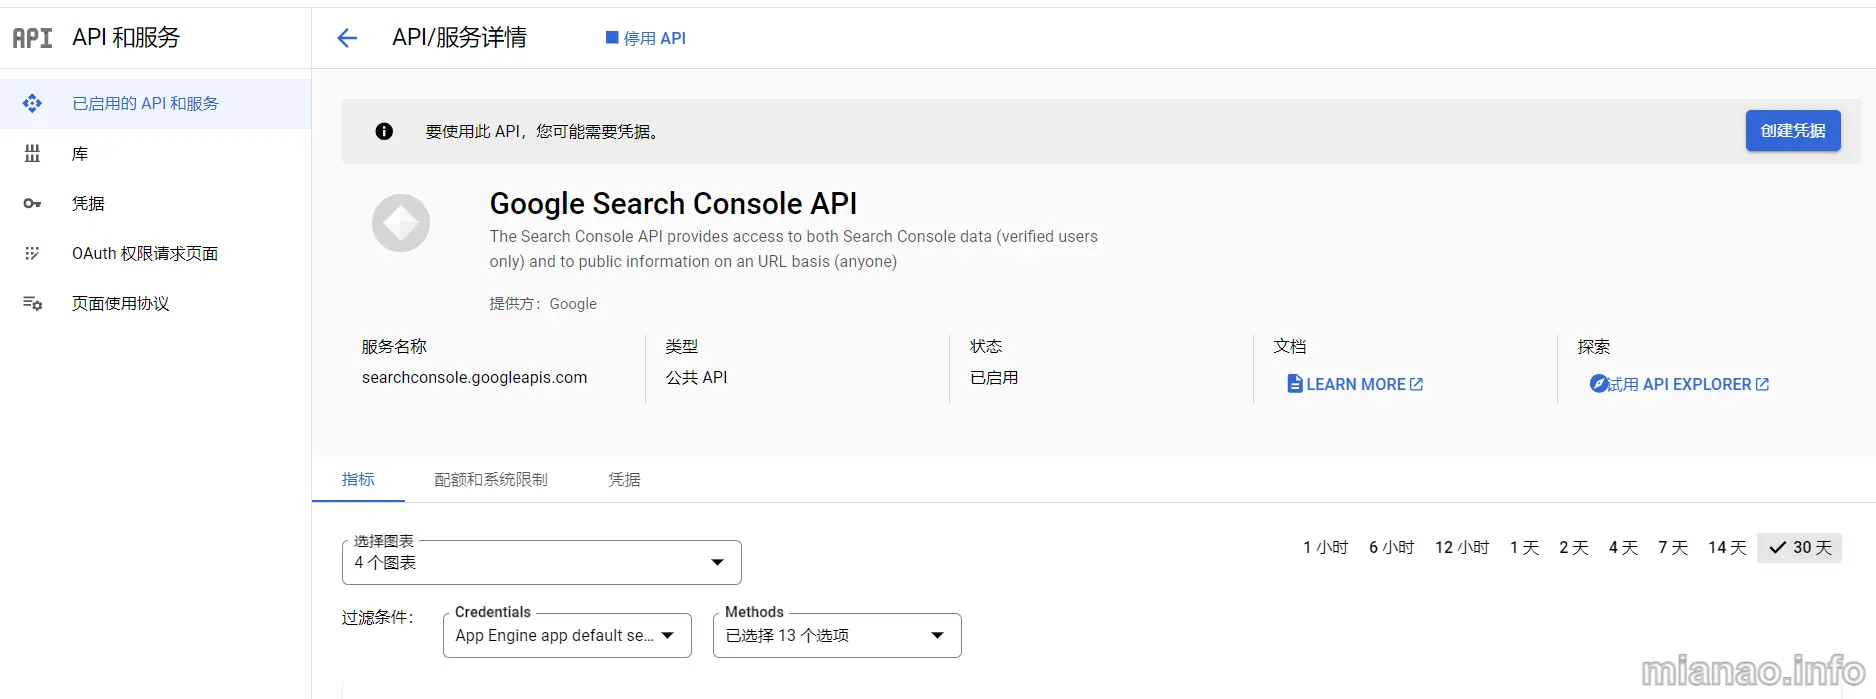 API API 和服务
API/服务详情
停用 API
已启用的 API 和服务
库
凭据
OAuth 权限请求页面
页面使用协议
要使用此 API，您可能需要凭据。
创建凭据
Google Search Console API
The Search Console API provides access to both Search Console data (verified users
only) and to public information on an URL basis (anyone)
提供方：Google
服务名称
searchconsole.googleapis.com
类型
公共 API
状态
已启用
文档
LEARN MORE
探索
试用 API EXPLORER
指标 配额和系统限制 凭据
选择图表
4 个图表
1 小时 6 小时 12 小时 1 天 2 天 4 天 7 天 14 天 30 天
过滤条件：
Credentials
App Engine app default se...
Methods
已选择 13 个选项
mianao.info